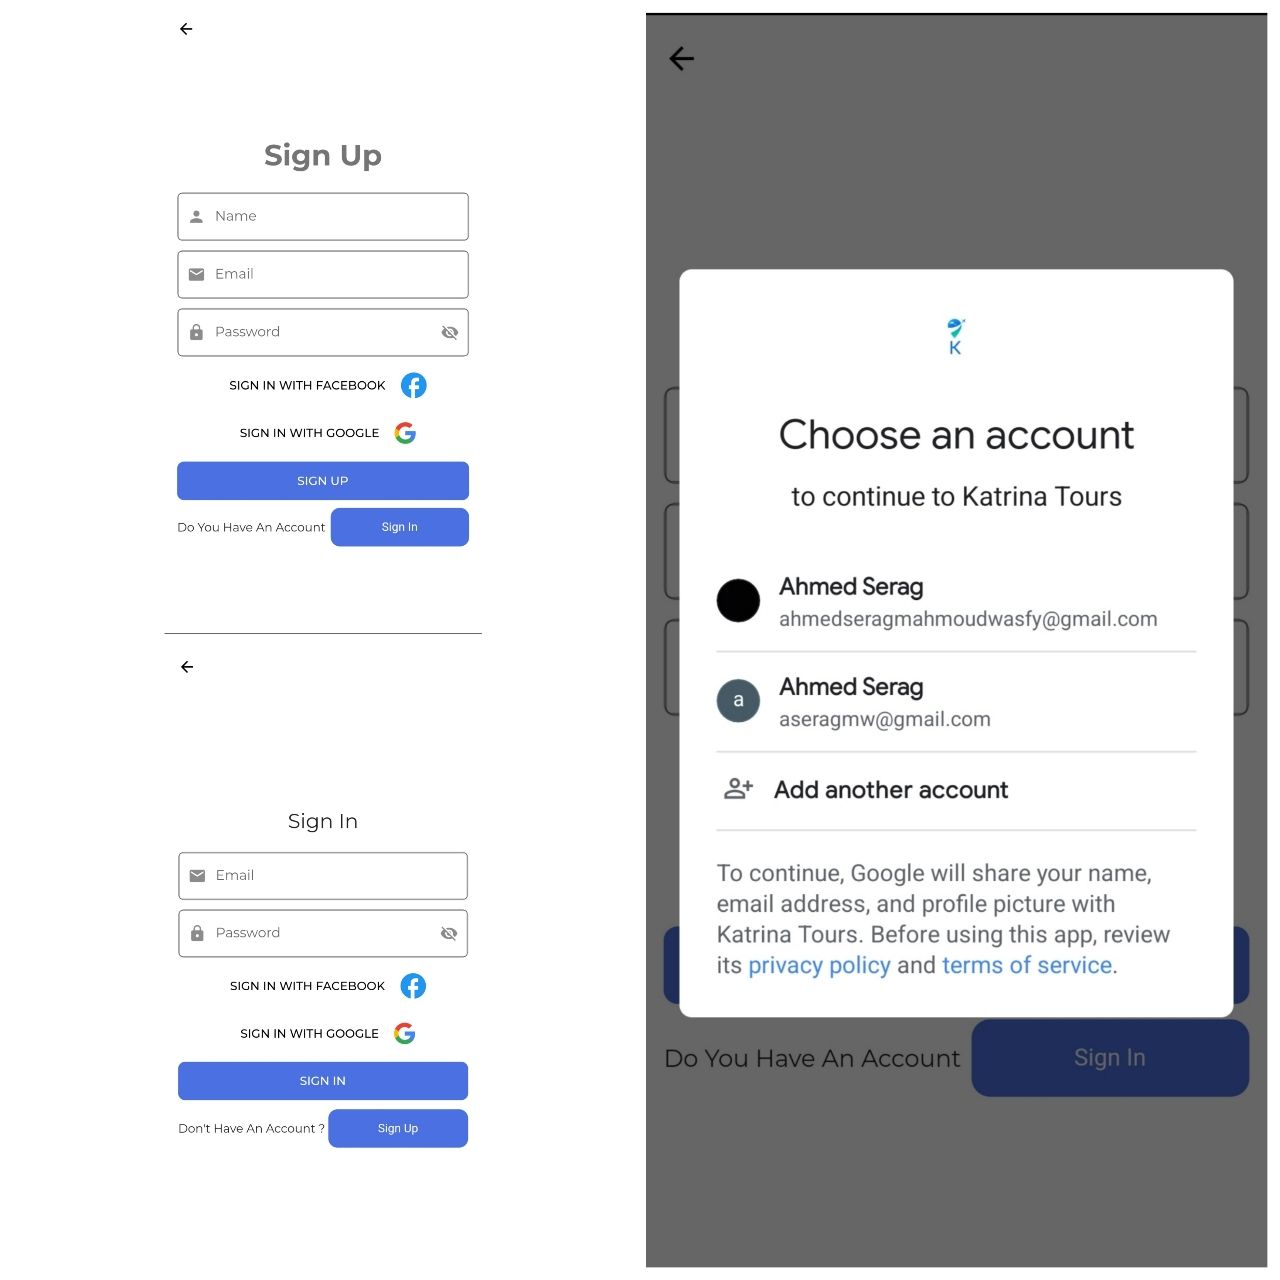 Sign Up
Name
Email
Password
SIGN IN WITH FACEBOOK
SIGN IN WITH GOOGLE
SIGN UP
Do You Have An Account Sign In
Sign In
Email
Password
SIGN IN WITH FACEBOOK
SIGN IN WITH GOOGLE
SIGN IN
Don't Have An Account ? Sign Up
K
Choose an account
to continue to Katrina Tours
Ahmed Serag
ahmedseragmahmoudwasfy@gmail.com
a
Ahmed Serag
aseragmw@gmail.com
Add another account
To continue, Google will share your name,
email address, and profile picture with
Katrina Tours. Before using this app, review
its privacy policy and terms of service.
Do You Have An Account Sign In